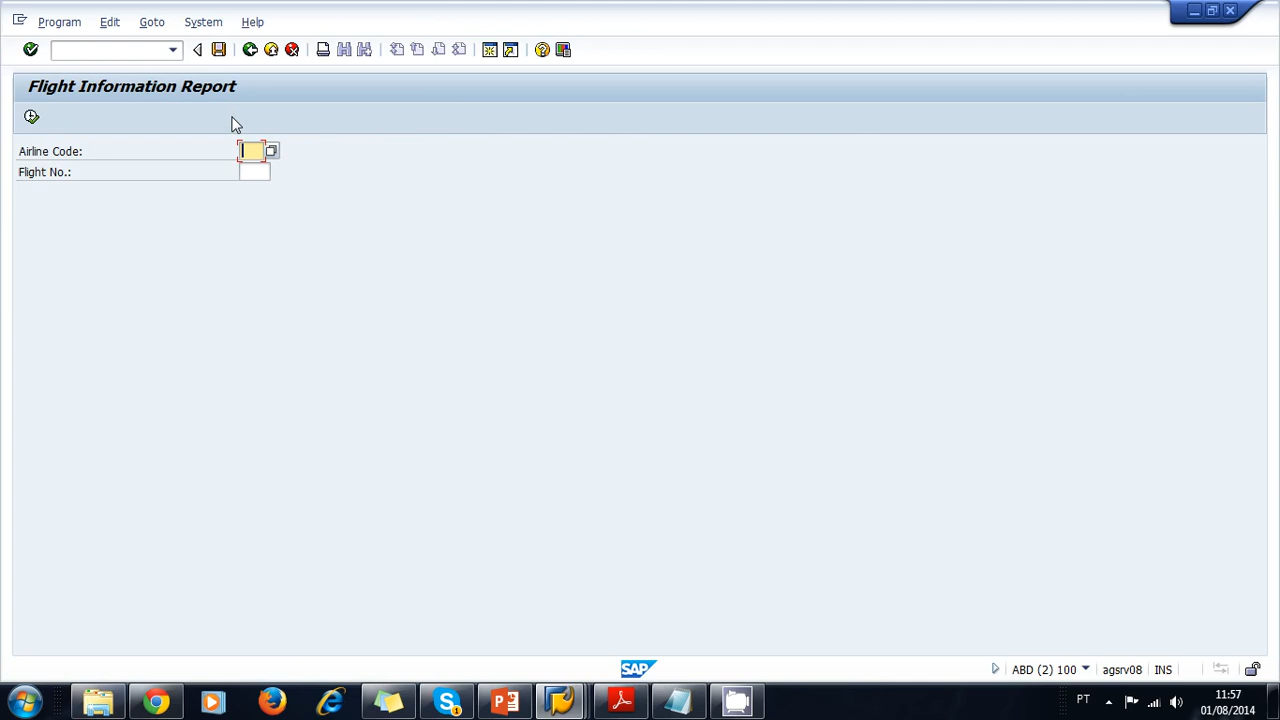 Program Edit Goto System Help
Flight Information Report
Airline Code:
Flight No.:
SAP
ABD (2) 100 agsrv08 INS
PT 11:57
01/08/2014